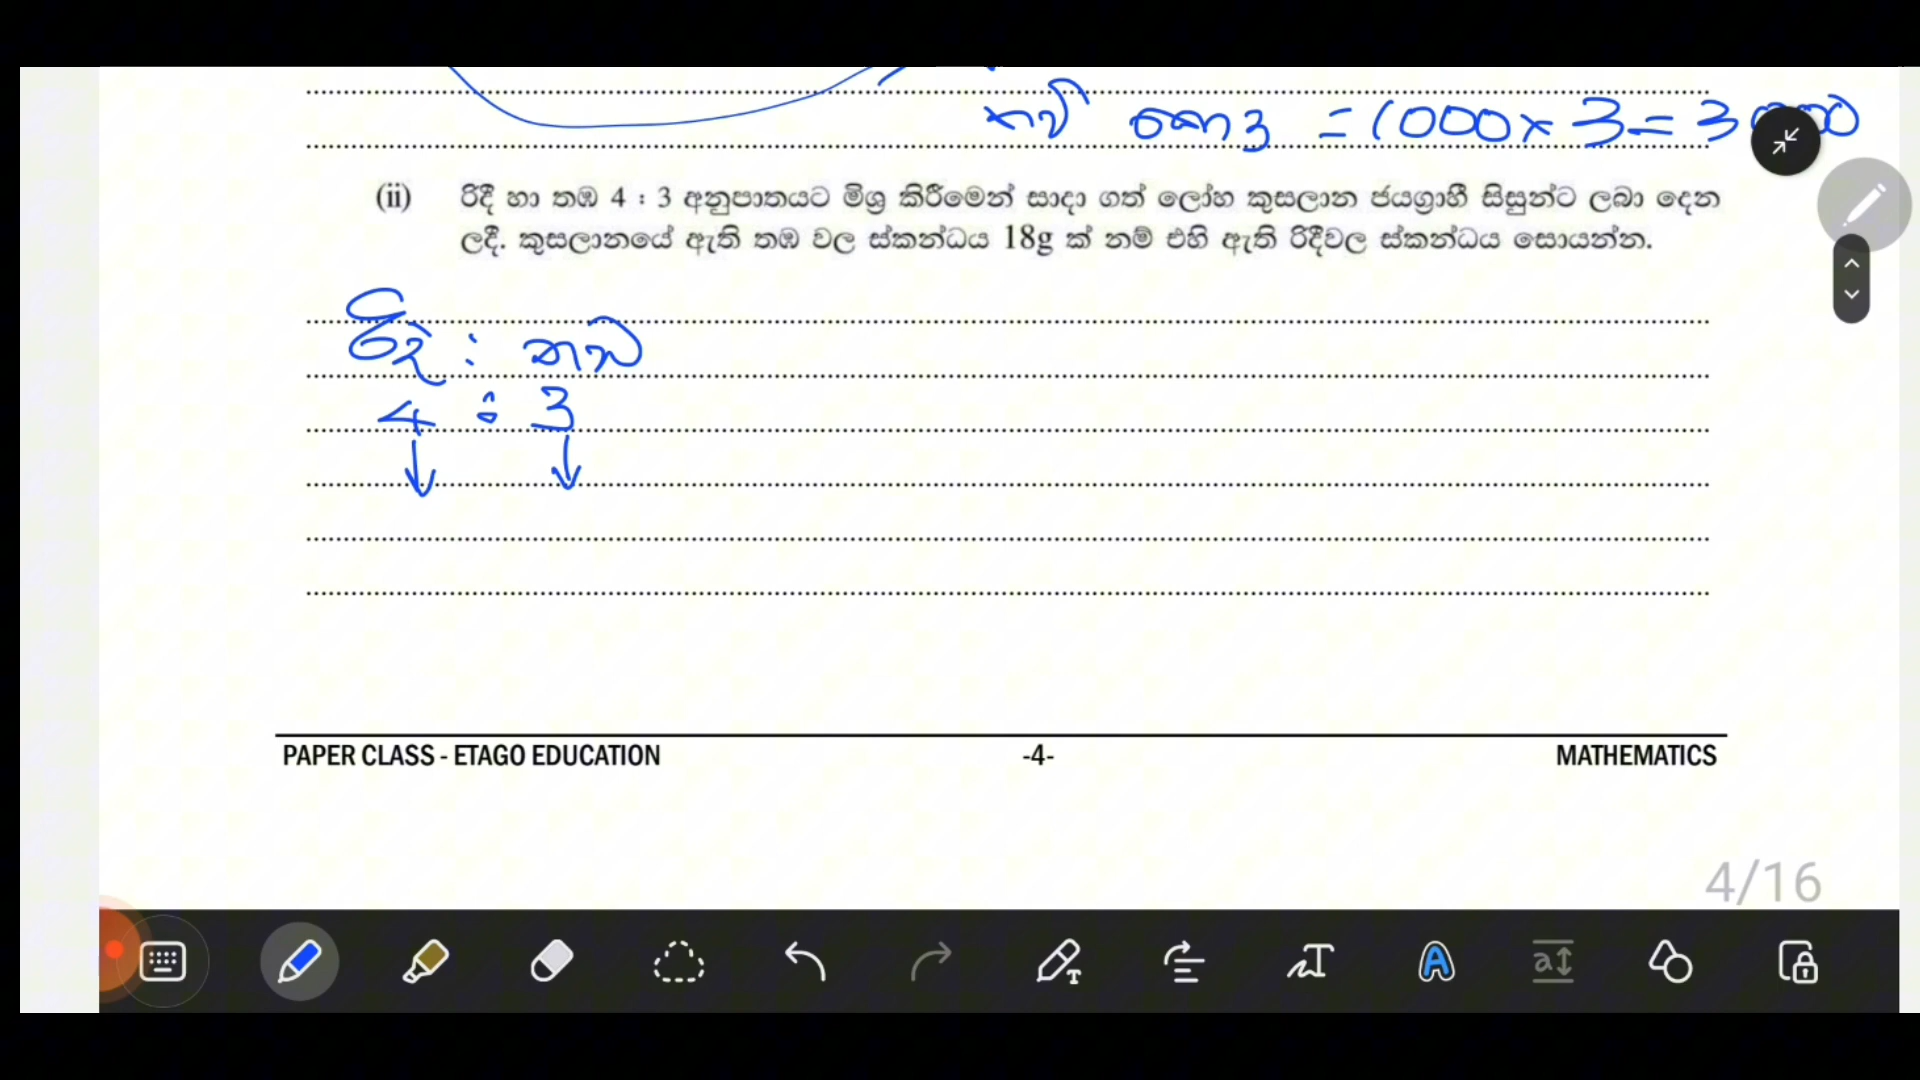 = 1000 × 3 = 3000
(ii) රිදී හා තඹ 4 : 3 අනුපාතයට මිශ්‍ර කිරීමෙන් සාදා ගත් ලෝහ කුසලාන ජයග්‍රාහී සිසුන්ට ලබා දෙන
ලදී. කුසලානයේ ඇති තඹ වල ස්කන්ධය 18g ක් නම් එහි ඇති රිදීවල ස්කන්ධය සොයන්න.
රිදී : තඹ
4 : 3
PAPER CLASS - ETAGO EDUCATION -4- MATHEMATICS
4/16